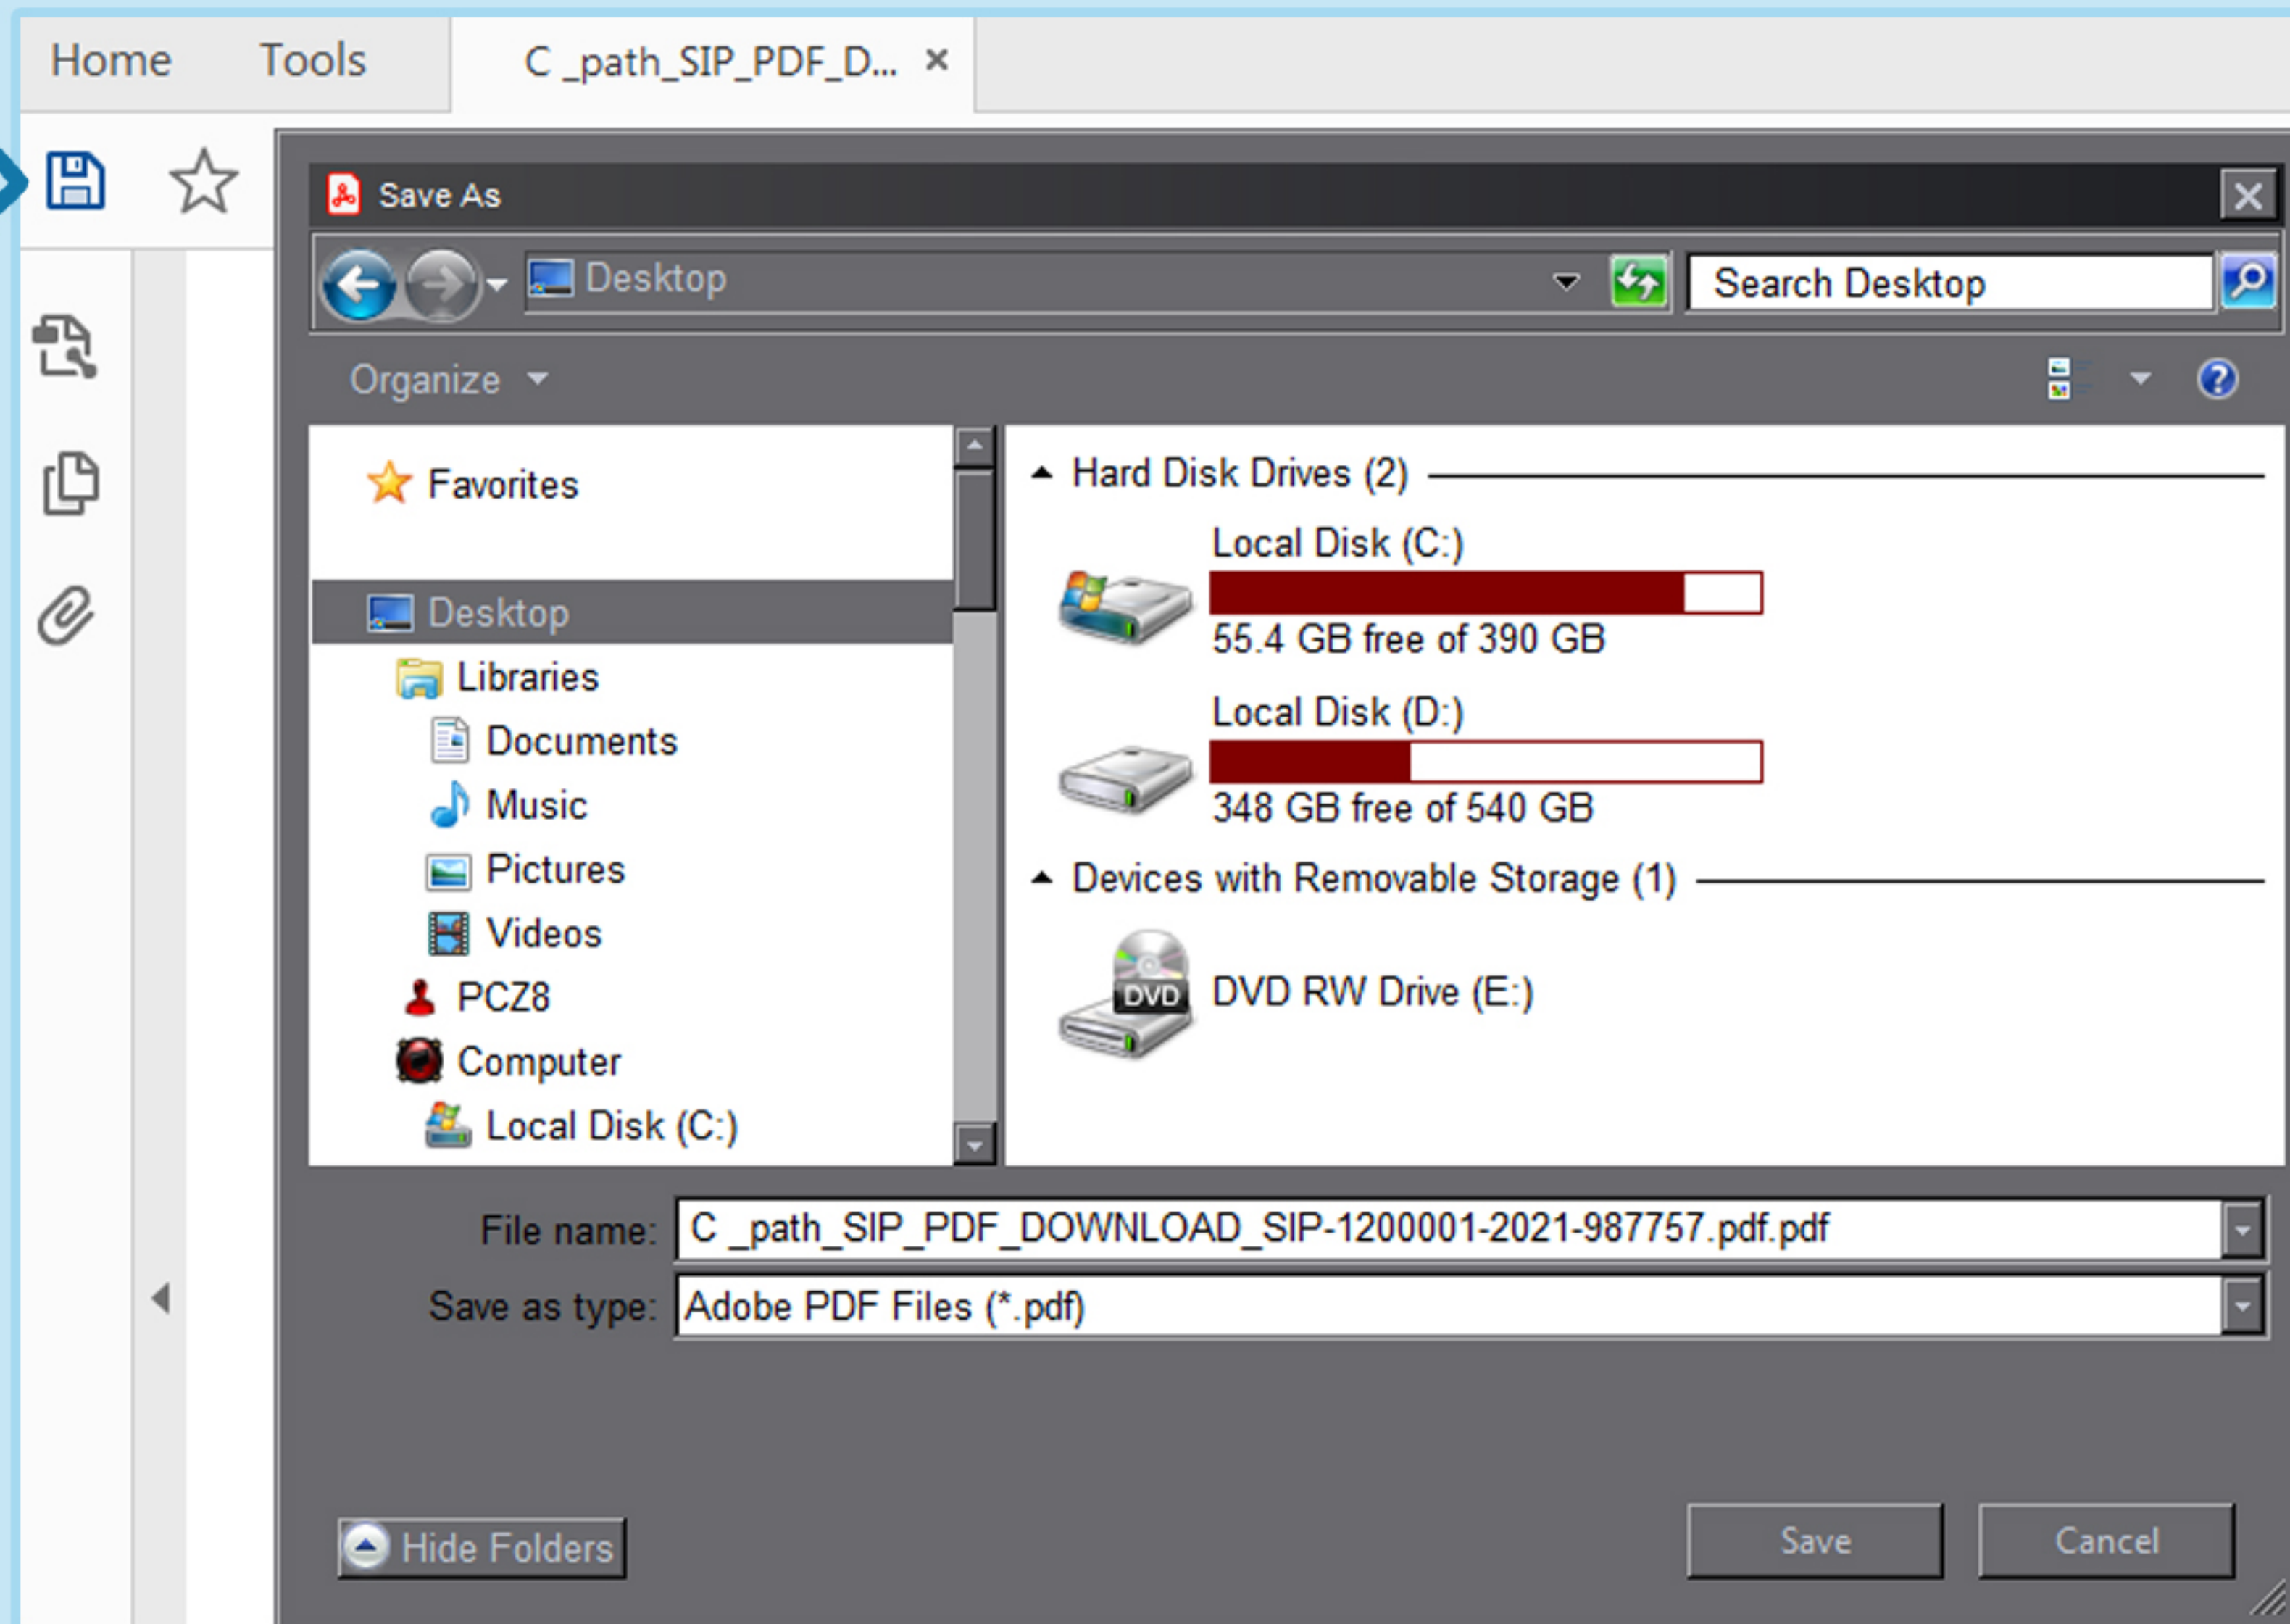 Home Tools C _path_SIP_PDF_D... ×
Save As
Desktop Search Desktop
Organize
Favorites
Desktop
Libraries
Documents
Music
Pictures
Videos
PCZ8
Computer
Local Disk (C:)
Hard Disk Drives (2)
Local Disk (C:)
55.4 GB free of 390 GB
Local Disk (D:)
348 GB free of 540 GB
Devices with Removable Storage (1)
DVD
DVD RW Drive (E:)
File name: C _path_SIP_PDF_DOWNLOAD_SIP-1200001-2021-987757.pdf.pdf
Save as type: Adobe PDF Files (*.pdf)
Hide Folders Save Cancel